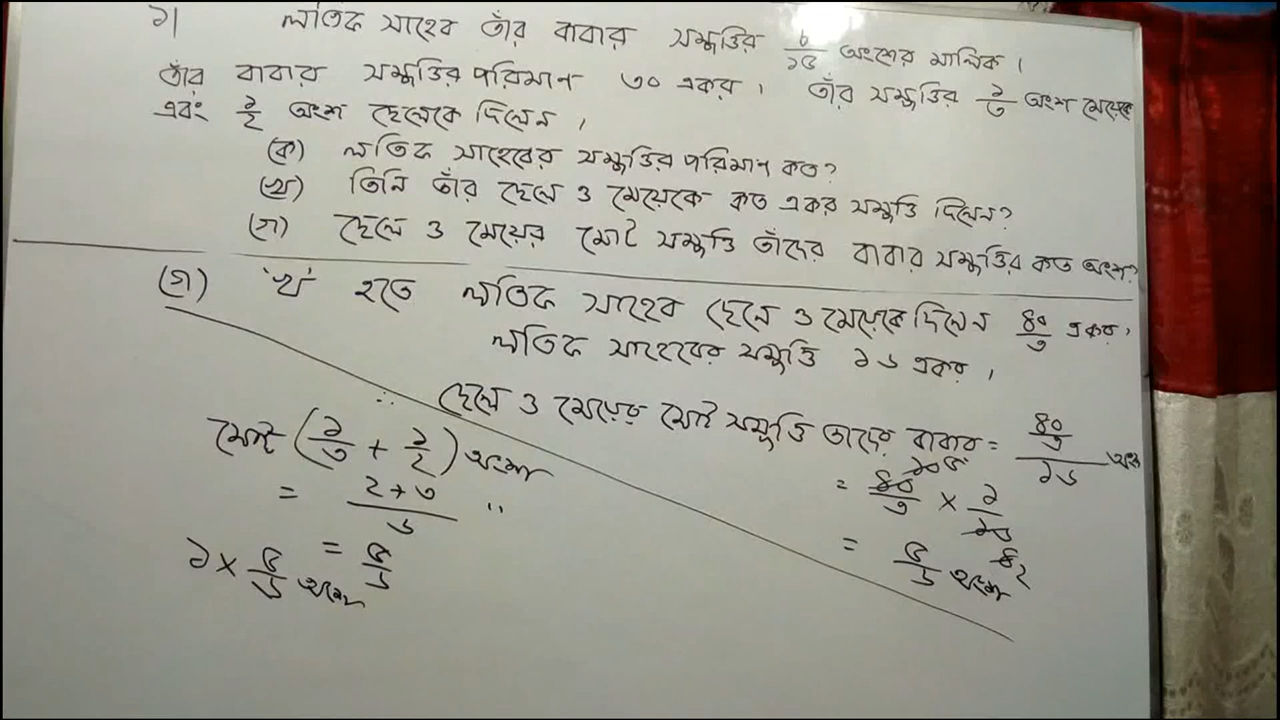 ১। লতিফ সাহেব তাঁর বাবার সম্পত্তির ৮/১৫ অংশের মালিক।
তাঁর বাবার সম্পত্তির পরিমান ৩০ একর। তাঁর সম্পত্তির ১/৩ অংশ মেয়েকে
এবং ১/২ অংশ ছেলেকে দিলেন।
(ক) লতিফ সাহেবের সম্পত্তির পরিমান কত?
(খ) তিনি তাঁর ছেলে ও মেয়েকে কত একর সম্পত্তি দিলেন?
(গ) ছেলে ও মেয়ের মোট সম্পত্তি তাঁদের বাবার সম্পত্তির কত অংশ?
(গ) 'খ' হতে লতিফ সাহেব ছেলে ও মেয়েকে দিলেন ৪০/৩ একর।
লতিফ সাহেবের সম্পত্তি ১৬ একর।
∴ ছেলে ও মেয়ের মোট সম্পত্তি তাদের বাবার = ৪০/৩ / ১৬ অংশ
= ৪০/৩ × ১/১৬
= ৫/৬ অংশ
মোট (১/৩ + ১/২) অংশ
= ২+৩ / ৬
= ৫/৬
১ × ৫/৬ অংশ